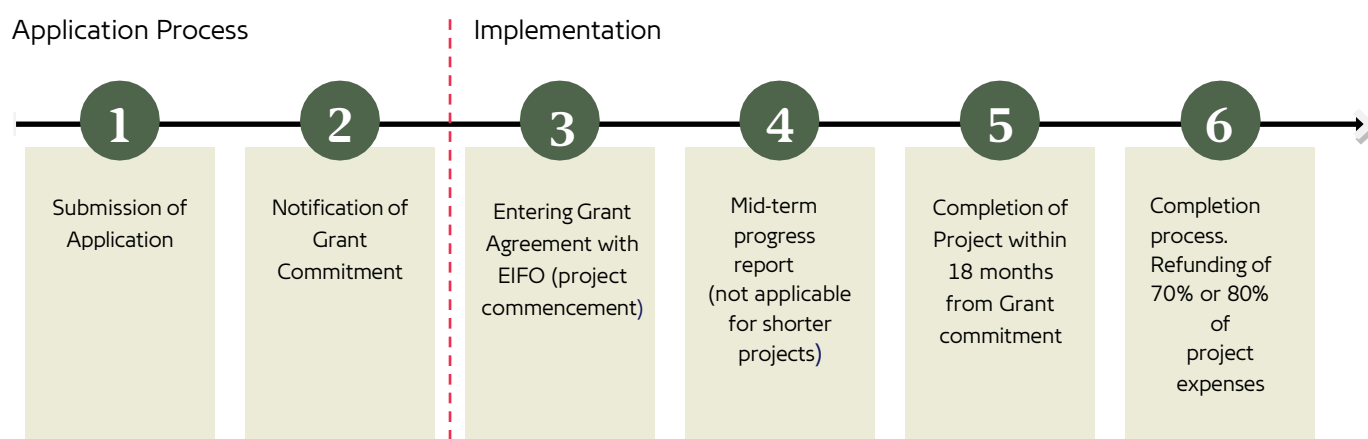 Application Process
Implementation
1
2
3
4
5
6
Submission of
Application
Notification of
Grant
Commitment
Entering Grant
Agreement with
EIFO (project
commencement)
Mid-term
progress
report
(not applicable
for shorter
projects)
Completion of
Project within
18 months
from Grant
commitment
Completion
process.
Refunding of
70% or 80%
of
project
expenses